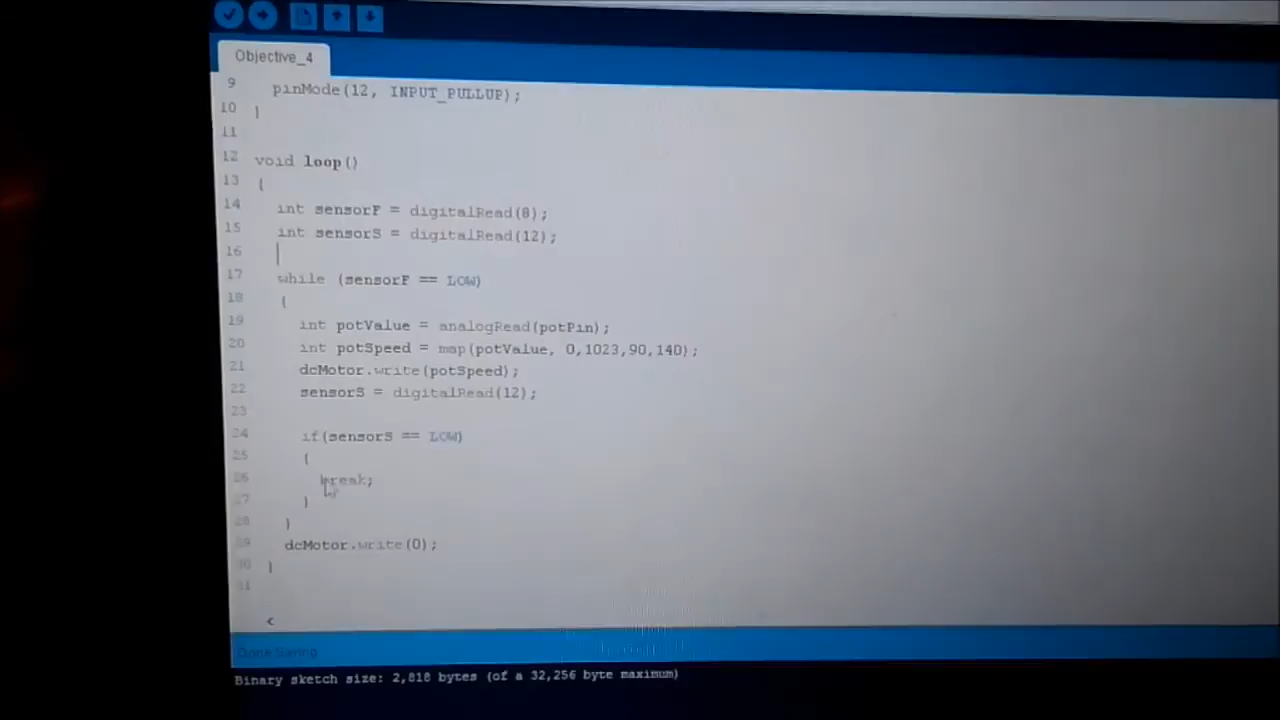 Objective_4
9 pinMode(12, INPUT_PULLUP);
10 }
11
12 void loop()
13 {
14 int sensorF = digitalRead(8);
15 int sensorS = digitalRead(12);
16
17 while (sensorF == LOW)
18 {
19 int potValue = analogRead(potPin);
20 int potSpeed = map(potValue, 0,1023,90,140);
21 dcMotor.write(potSpeed);
22 sensorS = digitalRead(12);
23
24 if(sensorS == LOW)
25 {
26 break;
27 }
28 }
29 dcMotor.write(0);
30 }
31
<
Done Saving
Binary sketch size: 2,818 bytes (of a 32,256 byte maximum)